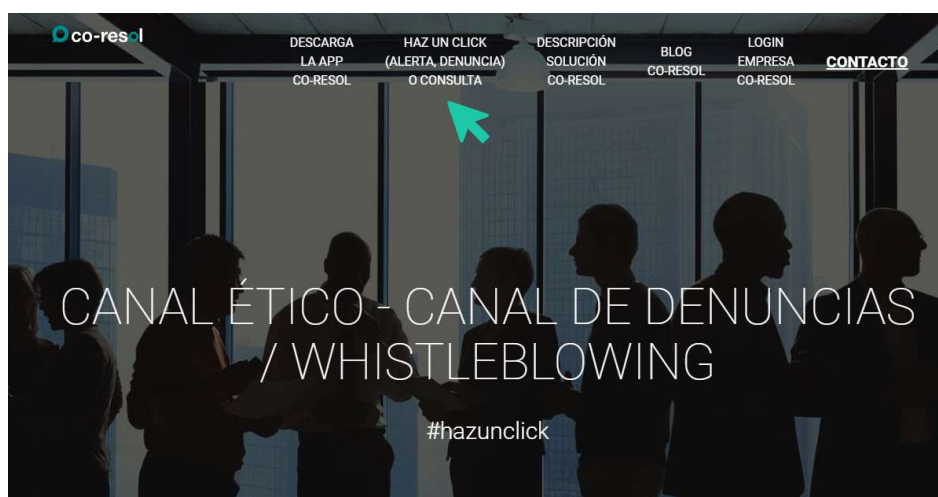 co-resol
DESCARGA
LA APP
CO-RESOL
HAZ UN CLICK
(ALERTA, DENUNCIA)
O CONSULTA
DESCRIPCIÓN
SOLUCIÓN
CO-RESOL
BLOG
CO-RESOL
LOGIN
EMPRESA
CO-RESOL
CONTACTO
CANAL ÉTICO - CANAL DE DENUNCIAS
/ WHISTLEBLOWING
#hazunclick